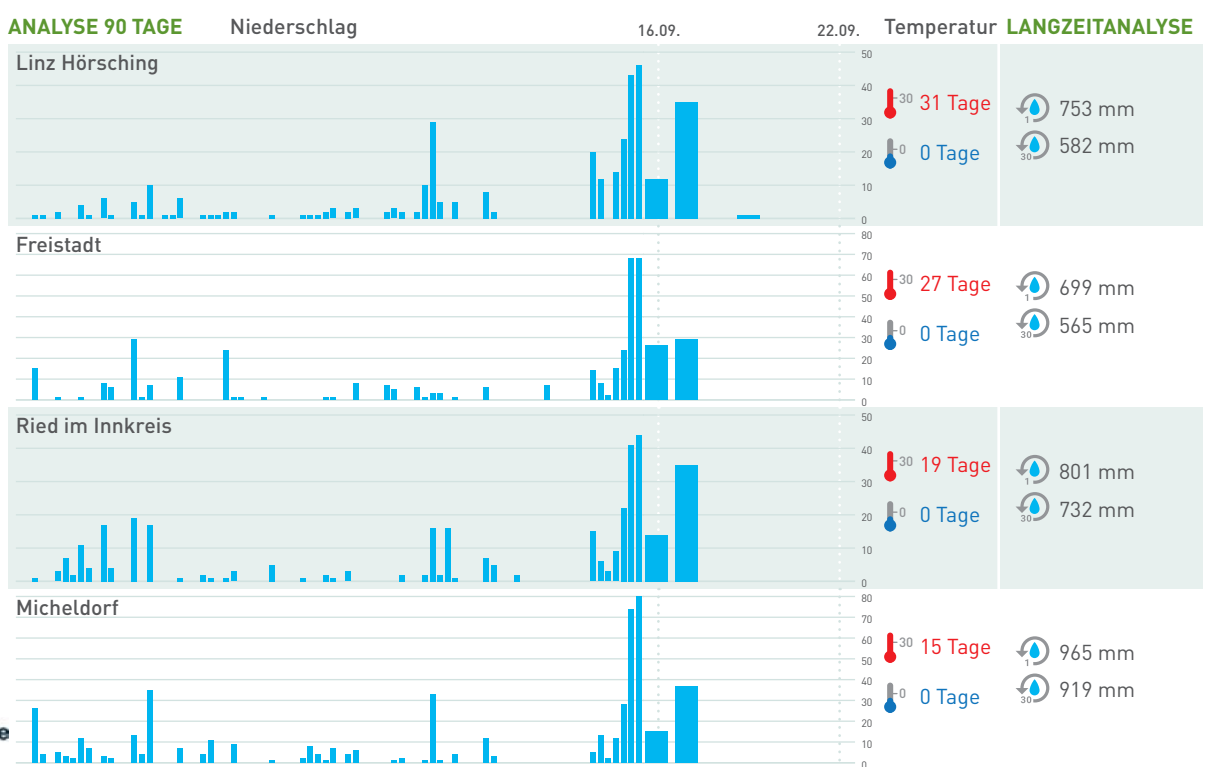 ANALYSE 90 TAGE Niederschlag 16.09. 22.09. Temperatur LANGZEITANALYSE
Linz Hörsching
50
40
30
20
10
0
30 31 Tage
0 0 Tage
1 753 mm
30 582 mm
Freistadt
80
70
60
50
40
30
20
10
0
30 27 Tage
0 0 Tage
1 699 mm
30 565 mm
Ried im Innkreis
50
40
30
20
10
0
30 19 Tage
0 0 Tage
1 801 mm
30 732 mm
Micheldorf
80
70
60
50
40
30
20
10
0
30 15 Tage
0 0 Tage
1 965 mm
30 919 mm
e